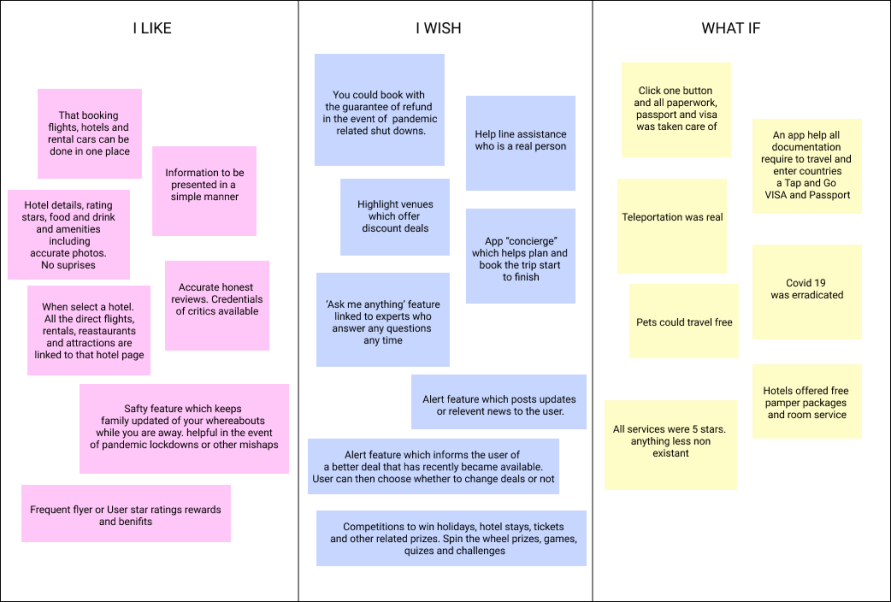 I LIKE
That booking
flights, hotels and
rental cars can be
done in one place
Information to be
presented in a
simple manner
Hotel details, rating
stars, food and drink
and amenities
including
accurate photos.
No suprises
Accurate honest
reviews. Credentials
of critics available
When select a hotel.
All the direct flights,
rentals, reastaurants
and attractions are
linked to that hotel page
Safty feature which keeps
family updated of your whereabouts
while you are away. helpful in the event
of pandemic lockdowns or other mishaps
Frequent flyer or User star ratings rewards
and benifits
I WISH
You could book with
the guarantee of refund
in the event of pandemic
related shut downs.
Help line assistance
who is a real person
Highlight venues
which offer
discount deals
App “concierge”
which helps plan and
book the trip start
to finish
‘Ask me anything’ feature
linked to experts who
answer any questions
any time
Alert feature which posts updates
or relevent news to the user.
Alert feature which informs the user of
a better deal that has recently became available.
User can then choose whether to change deals or not
Competitions to win holidays, hotel stays, tickets
and other related prizes. Spin the wheel prizes, games,
quizes and challenges
WHAT IF
Click one button
and all paperwork,
passport and visa
was taken care of
An app help all
documentation
require to travel and
enter countries
a Tap and Go
VISA and Passport
Teleportation was real
Covid 19
was erradicated
Pets could travel free
Hotels offered free
pamper packages
and room service
All services were 5 stars.
anything less non
existant